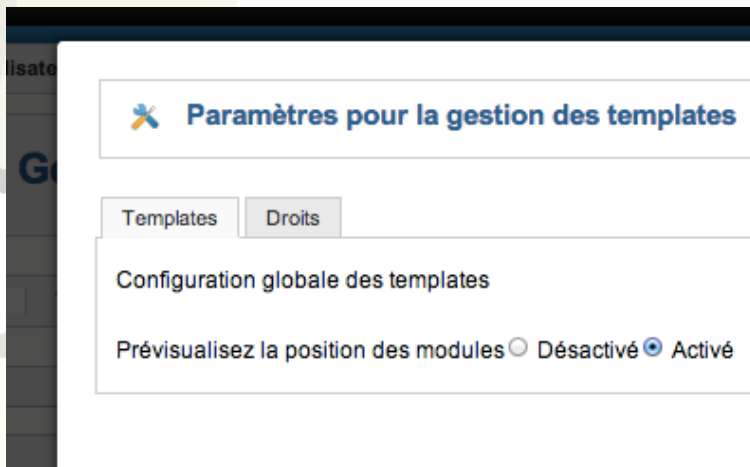 lisate
Paramètres pour la gestion des templates
Templates Droits
Configuration globale des templates
Prévisualisez la position des modules Désactivé Activé